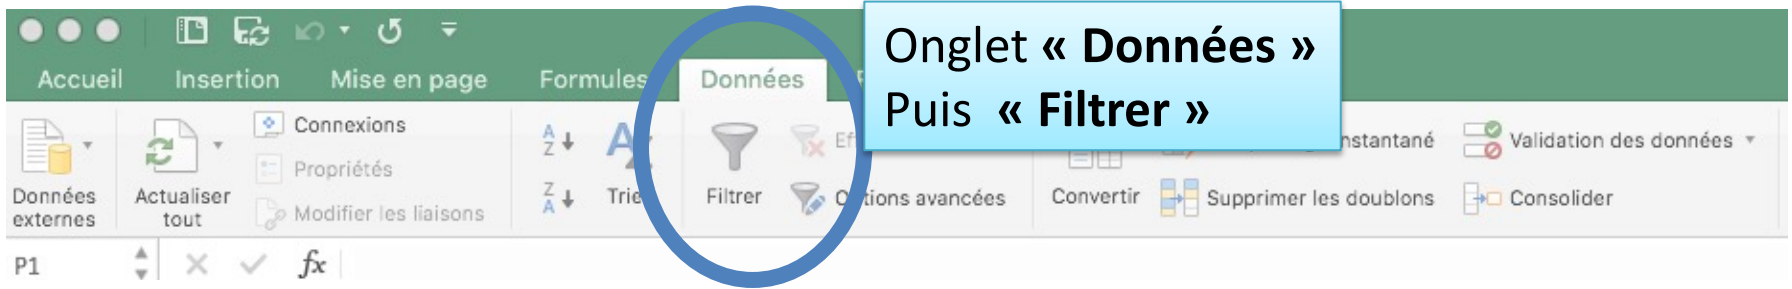 Onglet « Données »
Puis « Filtrer »
Accueil Insertion Mise en page Formules Données
Connexions
Propriétés
Modifier les liaisons
Données externes
Actualiser tout
A Z
Z A
Filtrer
Options avancées
Convertir
Supprimer les doublons
Validation des données
Consolider
P1
fx